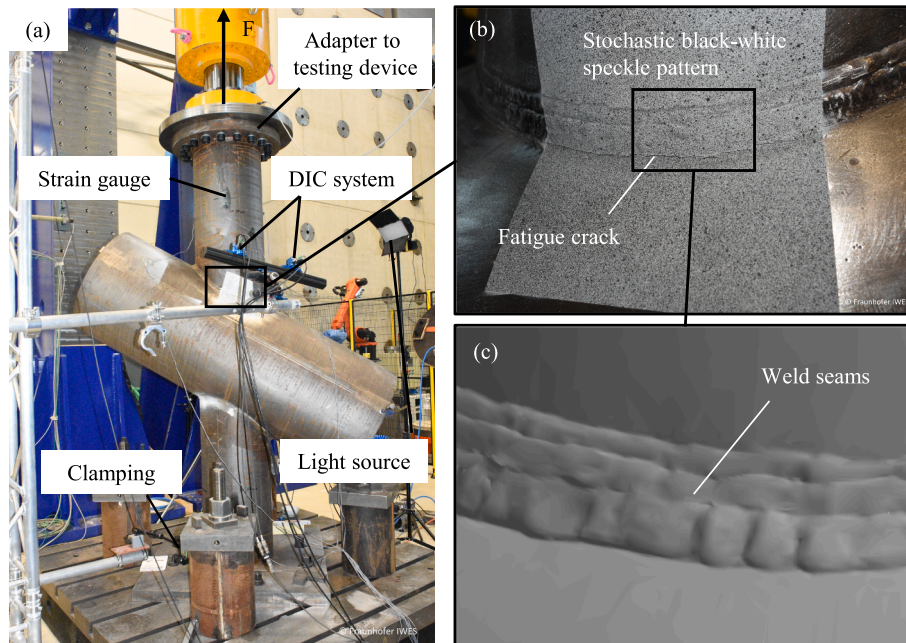 (a)
F
Adapter to
testing device
Strain gauge
DIC system
Clamping
Light source
© Fraunhofer IWES
(b)
Stochastic black-white
speckle pattern
Fatigue crack
© Fraunhofer IWES
(c)
Weld seams